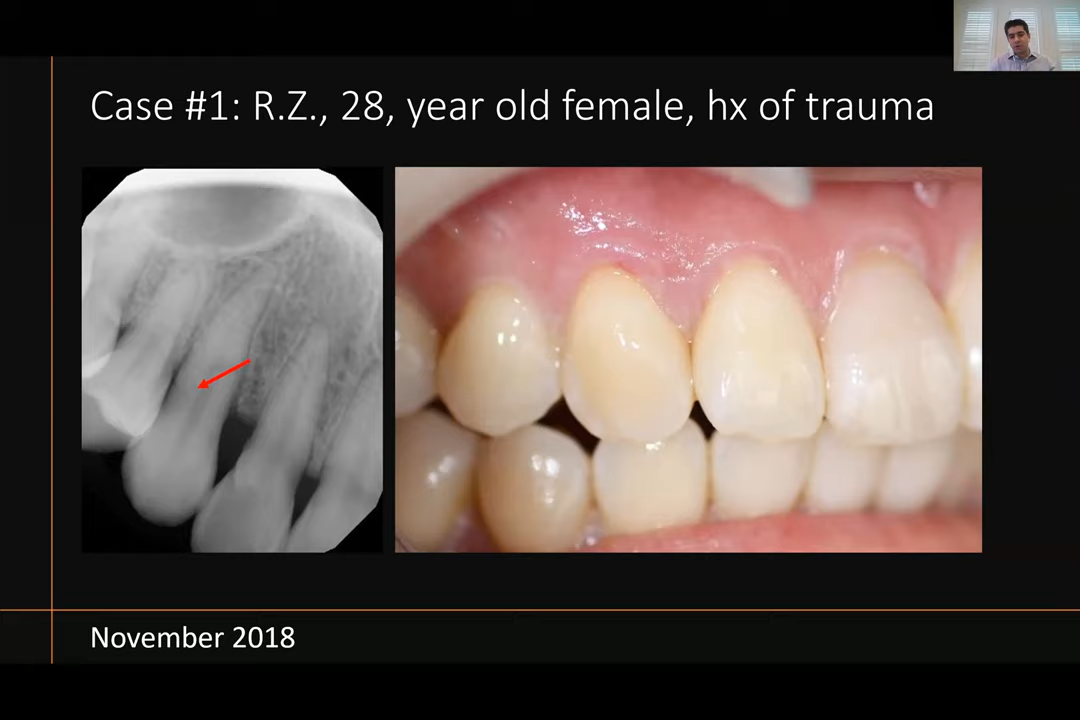 Case #1: R.Z., 28, year old female, hx of trauma
November 2018